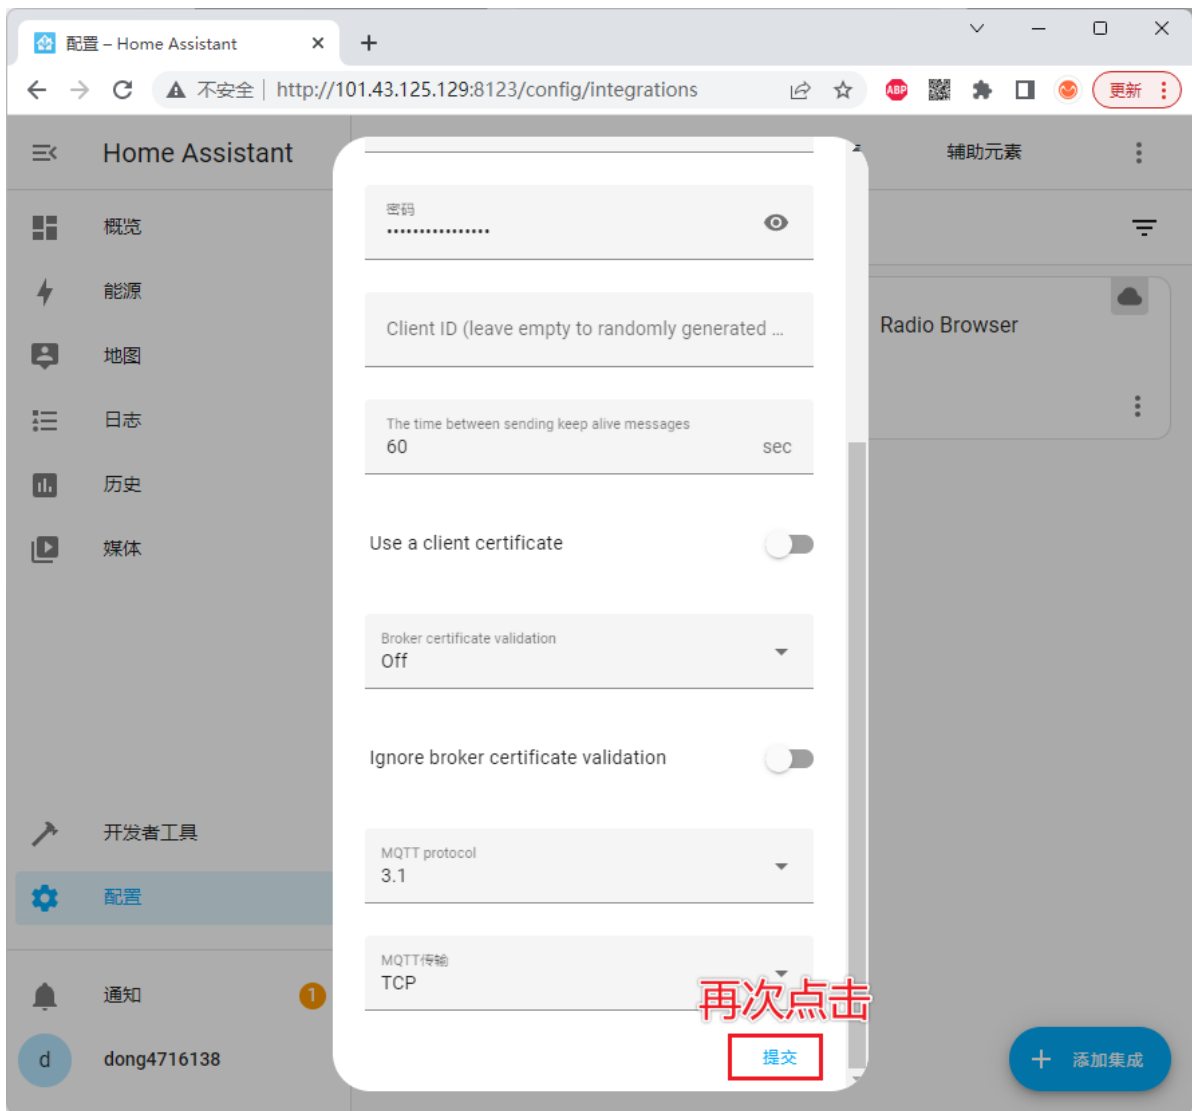 配置 – Home Assistant
不安全 http://101.43.125.129:8123/config/integrations
ABP
更新
Home Assistant
辅助元素
概览
能源
地图
日志
历史
媒体
开发者工具
配置
通知
1
d
dong4716138
密码
••••••••••••••••
Client ID (leave empty to randomly generated ...
The time between sending keep alive messages
60
sec
Use a client certificate
Broker certificate validation
Off
Ignore broker certificate validation
MQTT protocol
3.1
MQTT传输
TCP
再次点击
提交
Radio Browser
添加集成